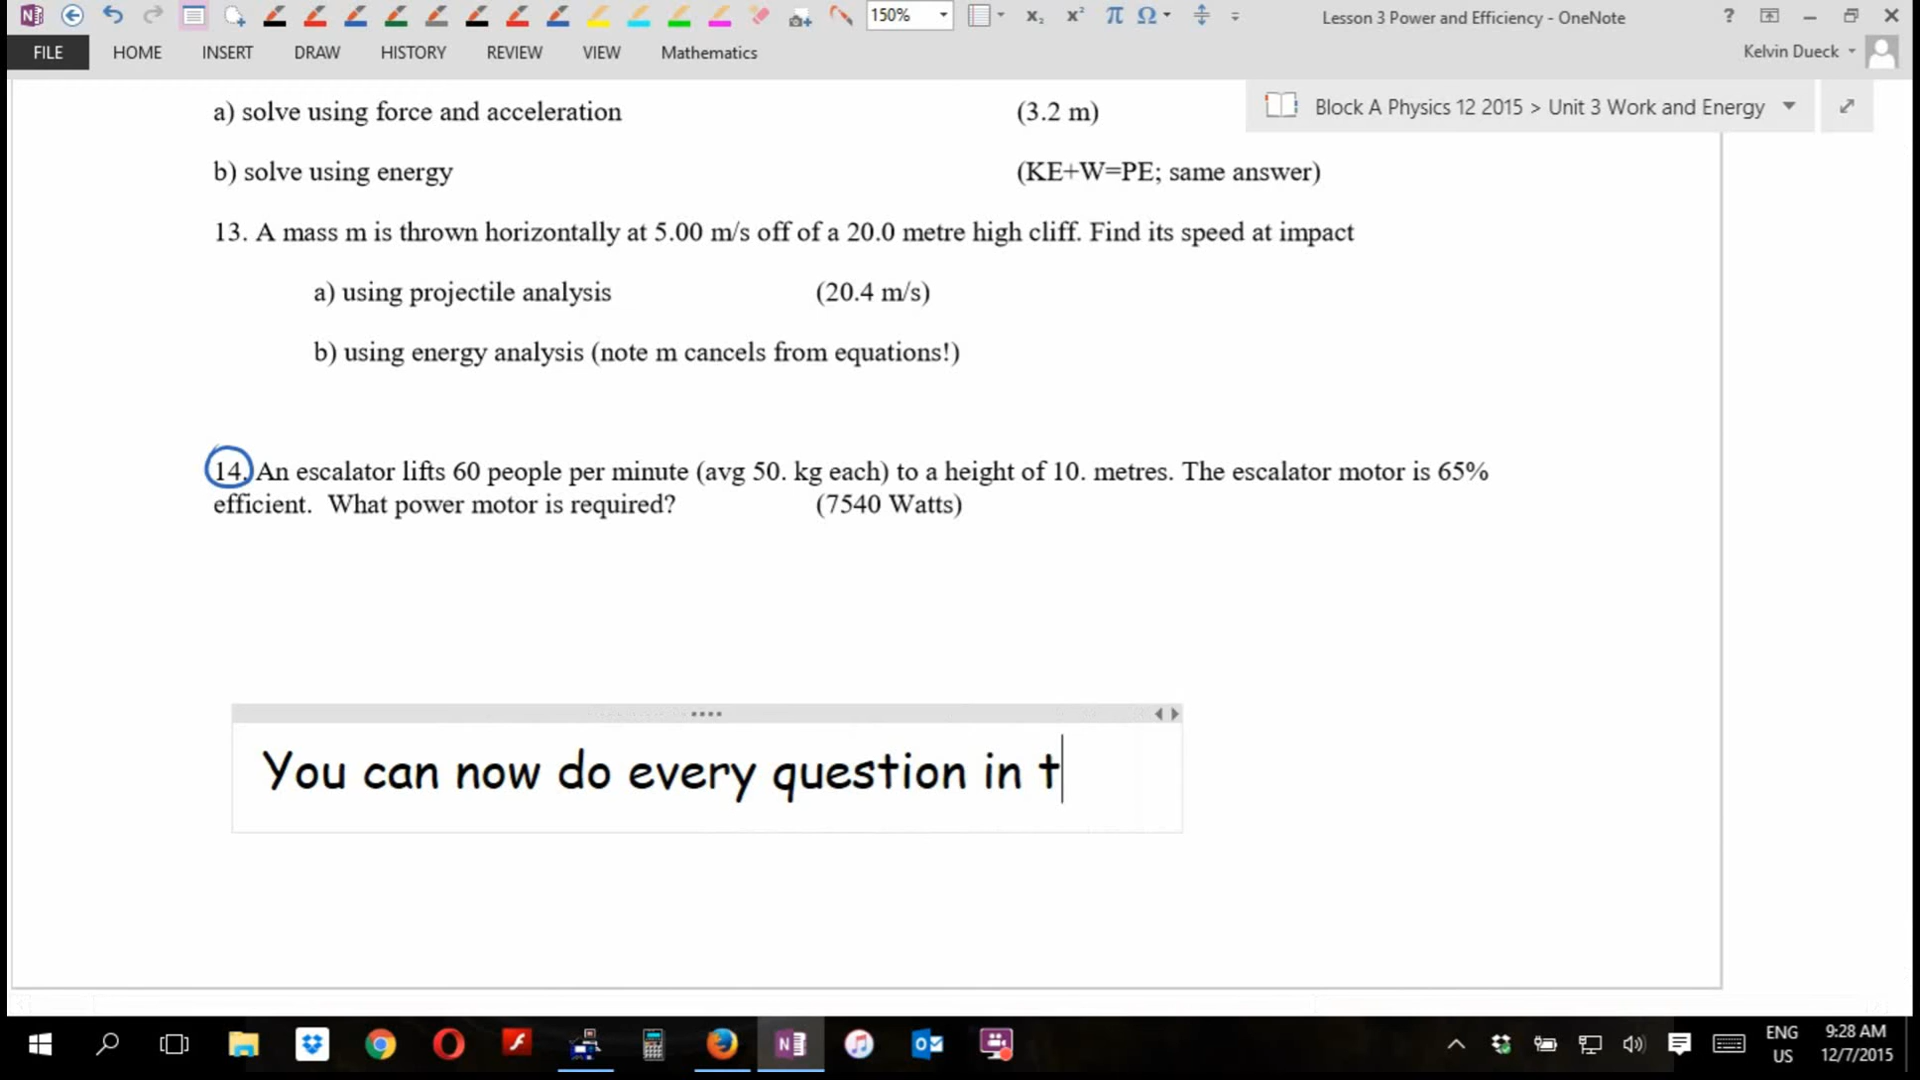 150%
x₂ x² π Ω
Lesson 3 Power and Efficiency - OneNote
?
FILE HOME INSERT DRAW HISTORY REVIEW VIEW Mathematics
Kelvin Dueck
Block A Physics 12 2015 > Unit 3 Work and Energy
a) solve using force and acceleration (3.2 m)
b) solve using energy (KE+W=PE; same answer)
13. A mass m is thrown horizontally at 5.00 m/s off of a 20.0 metre high cliff. Find its speed at impact
a) using projectile analysis (20.4 m/s)
b) using energy analysis (note m cancels from equations!)
14. An escalator lifts 60 people per minute (avg 50. kg each) to a height of 10. metres. The escalator motor is 65%
efficient. What power motor is required? (7540 Watts)
You can now do every question in t
ENG
US
9:28 AM
12/7/2015